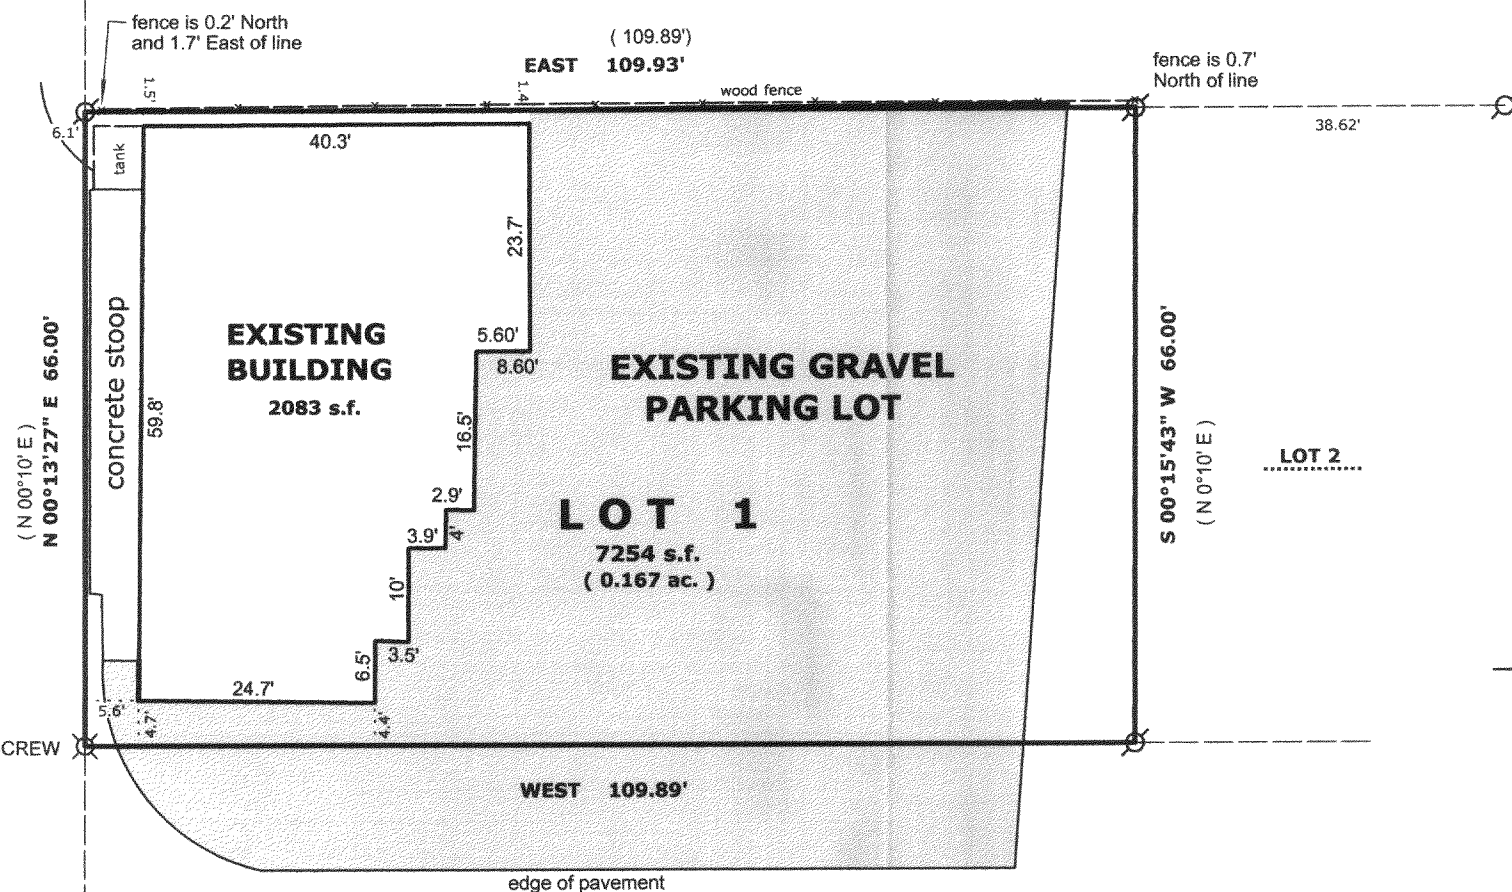 fence is 0.2' North
and 1.7' East of line
( 109.89')
EAST 109.93'
fence is 0.7'
North of line
wood fence
1.5'
1.4'
38.62'
6.1'
tank
40.3'
23.7'
concrete stoop
EXISTING
BUILDING
2083 s.f.
59.8'
5.60'
8.60'
16.5'
EXISTING GRAVEL
PARKING LOT
( N 00°10' E )
N 00°13'27" E 66.00'
S 00°15'43" W 66.00'
( N 0°10' E )
LOT 2
2.9'
4'
3.9'
LOT 1
7254 s.f.
( 0.167 ac. )
10'
3.5'
6.5'
24.7'
5.6'
4.7'
4.4'
CREW
WEST 109.89'
edge of pavement